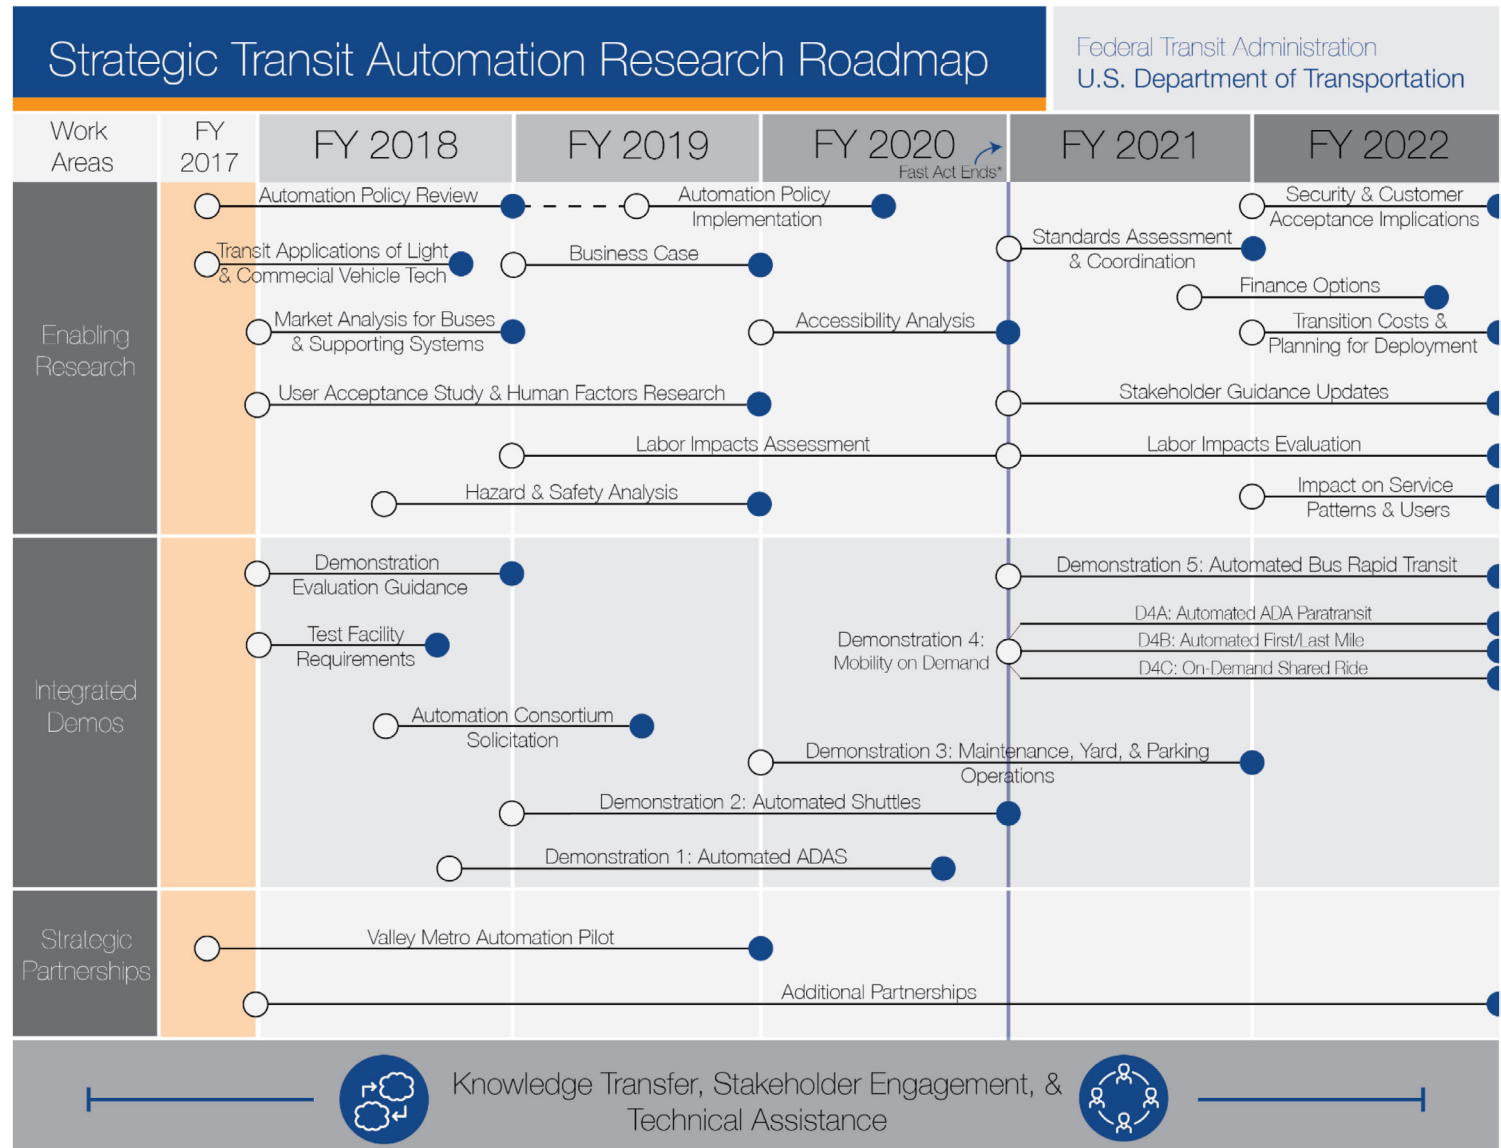 Strategic Transit Automation Research Roadmap
Federal Transit Administration
U.S. Department of Transportation
Work
Areas
FY
2017
FY 2018
FY 2019
FY 2020
Fast Act Ends*
FY 2021
FY 2022
Enabling
Research
Automation Policy Review
Automation Policy
Implementation
Security & Customer
Acceptance Implications
Transit Applications of Light
& Commecial Vehicle Tech
Business Case
Standards Assessment
& Coordination
Finance Options
Market Analysis for Buses
& Supporting Systems
Accessibility Analysis
Transition Costs &
Planning for Deployment
User Acceptance Study & Human Factors Research
Stakeholder Guidance Updates
Labor Impacts Assessment
Labor Impacts Evaluation
Hazard & Safety Analysis
Impact on Service
Patterns & Users
Integrated
Demos
Demonstration
Evaluation Guidance
Demonstration 5: Automated Bus Rapid Transit
Test Facility
Requirements
Demonstration 4:
Mobility on Demand
D4A: Automated ADA Paratransit
D4B: Automated First/Last Mile
D4C: On-Demand Shared Ride
Automation Consortium
Solicitation
Demonstration 3: Maintenance, Yard, & Parking
Operations
Demonstration 2: Automated Shuttles
Demonstration 1: Automated ADAS
Strategic
Partnerships
Valley Metro Automation Pilot
Additional Partnerships
Knowledge Transfer, Stakeholder Engagement, &
Technical Assistance